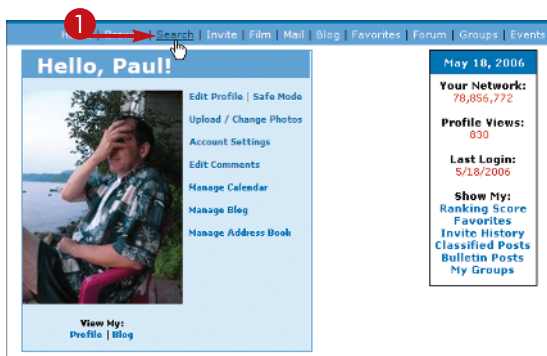 1
Search | Invite | Film | Mail | Blog | Favorites | Forum | Groups | Events
Hello, Paul!
Edit Profile | Safe Mode
Upload / Change Photos
Account Settings
Edit Comments
Manage Calendar
Manage Blog
Manage Address Book
View My:
Profile | Blog
May 18, 2006
Your Network:
78,856,772
Profile Views:
830
Last Login:
5/18/2006
Show My:
Ranking Score
Favorites
Invite History
Classified Posts
Bulletin Posts
My Groups